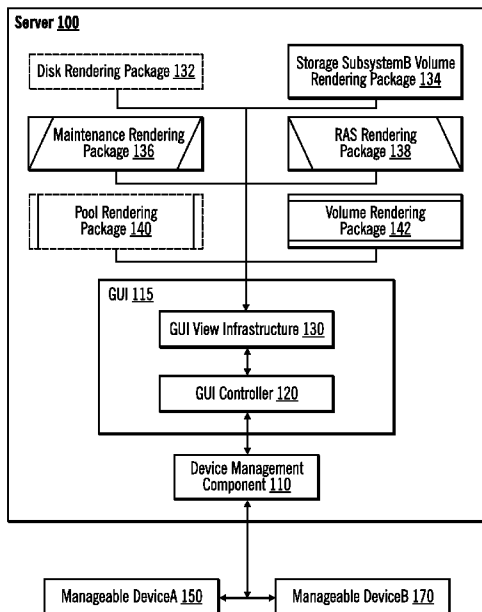 Server 100
Disk Rendering Package 132
Storage SubsystemB Volume
Rendering Package 134
Maintenance Rendering
Package 136
RAS Rendering
Package 138
Pool Rendering
Package 140
Volume Rendering
Package 142
GUI 115
GUI View Infrastructure 130
GUI Controller 120
Device Management
Component 110
Manageable DeviceA 150
Manageable DeviceB 170